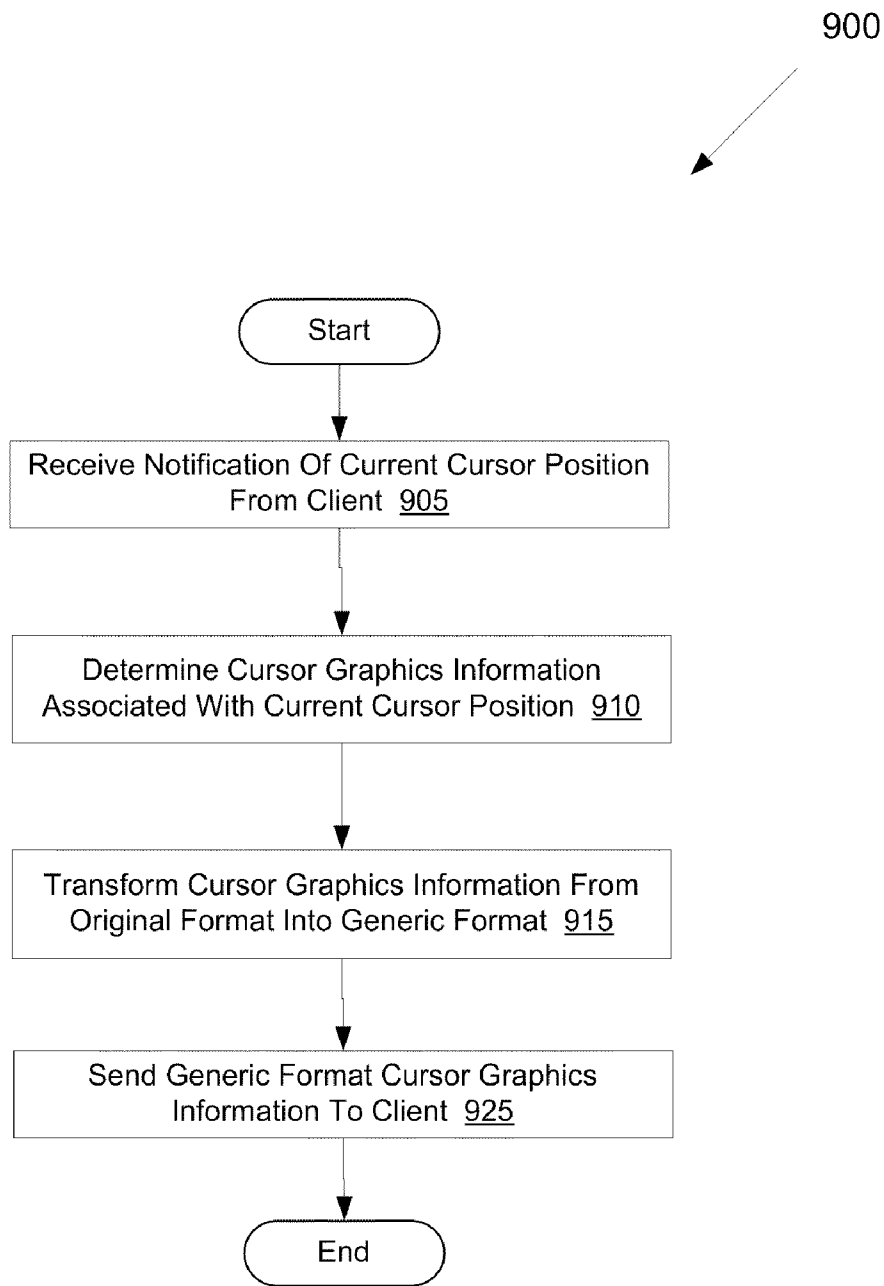 900
Start
Receive Notification Of Current Cursor Position
From Client 905
Determine Cursor Graphics Information
Associated With Current Cursor Position 910
Transform Cursor Graphics Information From
Original Format Into Generic Format 915
Send Generic Format Cursor Graphics
Information To Client 925
End